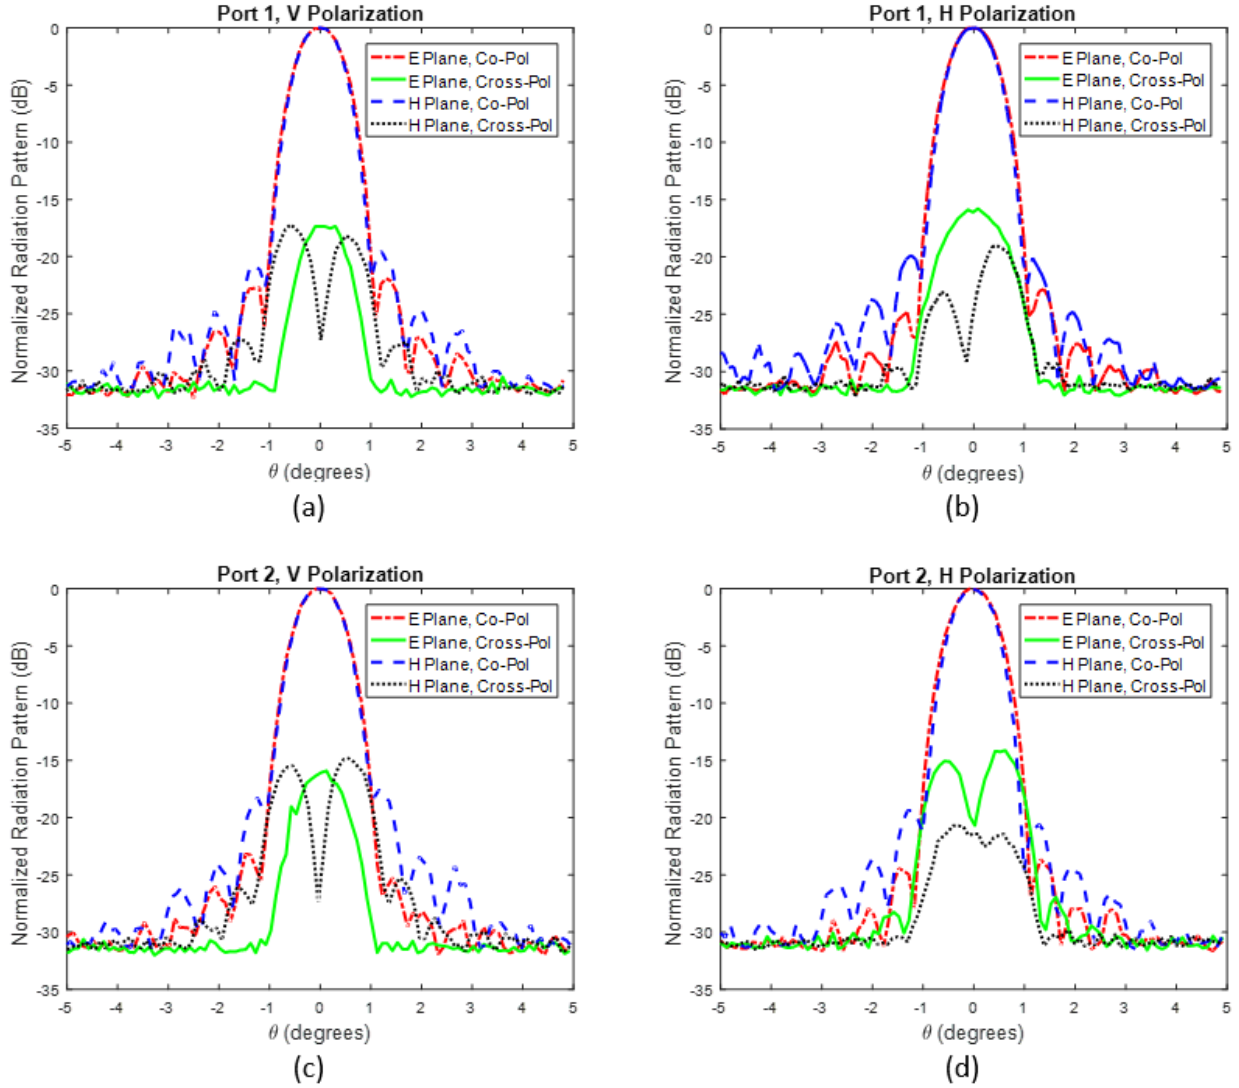 Port 1, V Polarization
Normalized Radiation Pattern (dB)
0
-5
-10
-15
-20
-25
-30
-35
E Plane, Co-Pol
E Plane, Cross-Pol
H Plane, Co-Pol
H Plane, Cross-Pol
-5 -4 -3 -2 -1 0 1 2 3 4 5
θ (degrees)
(a)
Port 1, H Polarization
Normalized Radiation Pattern (dB)
0
-5
-10
-15
-20
-25
-30
-35
E Plane, Co-Pol
E Plane, Cross-Pol
H Plane, Co-Pol
H Plane, Cross-Pol
-5 -4 -3 -2 -1 0 1 2 3 4 5
θ (degrees)
(b)
Port 2, V Polarization
Normalized Radiation Pattern (dB)
0
-5
-10
-15
-20
-25
-30
-35
E Plane, Co-Pol
E Plane, Cross-Pol
H Plane, Co-Pol
H Plane, Cross-Pol
-5 -4 -3 -2 -1 0 1 2 3 4 5
θ (degrees)
(c)
Port 2, H Polarization
Normalized Radiation Pattern (dB)
0
-5
-10
-15
-20
-25
-30
-35
E Plane, Co-Pol
E Plane, Cross-Pol
H Plane, Co-Pol
H Plane, Cross-Pol
-5 -4 -3 -2 -1 0 1 2 3 4 5
θ (degrees)
(d)